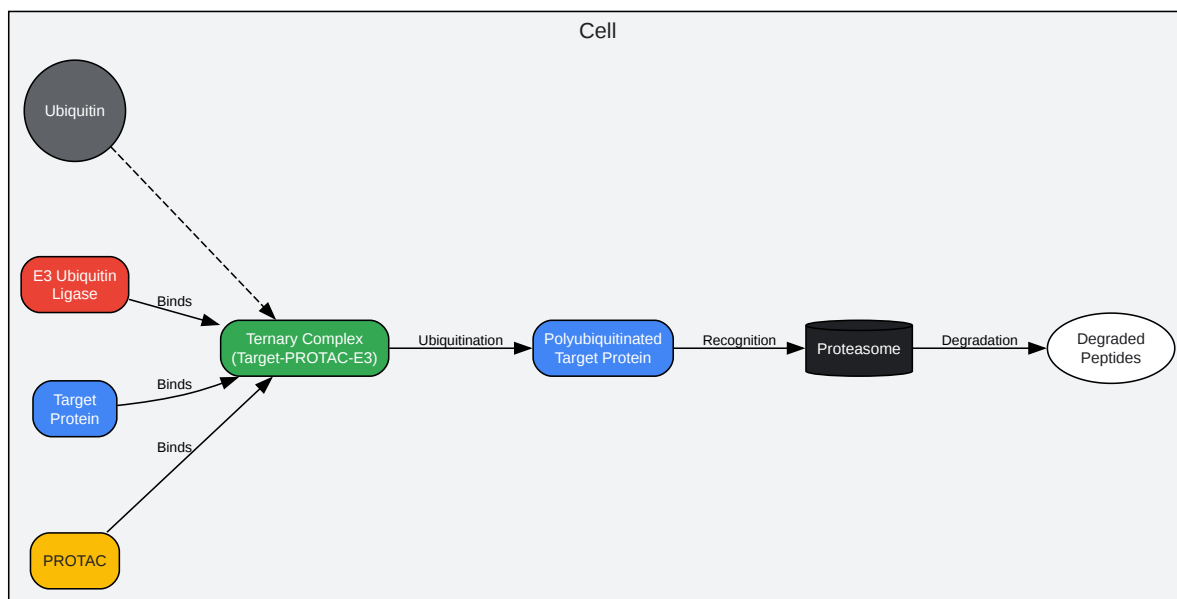 Cell
Ubiquitin
E3 Ubiquitin
Ligase
Binds
Target
Protein
Binds
Binds
PROTAC
Ternary Complex
(Target-PROTAC-E3)
Ubiquitination
Polyubiquitinated
Target Protein
Recognition
Proteasome
Degradation
Degraded
Peptides